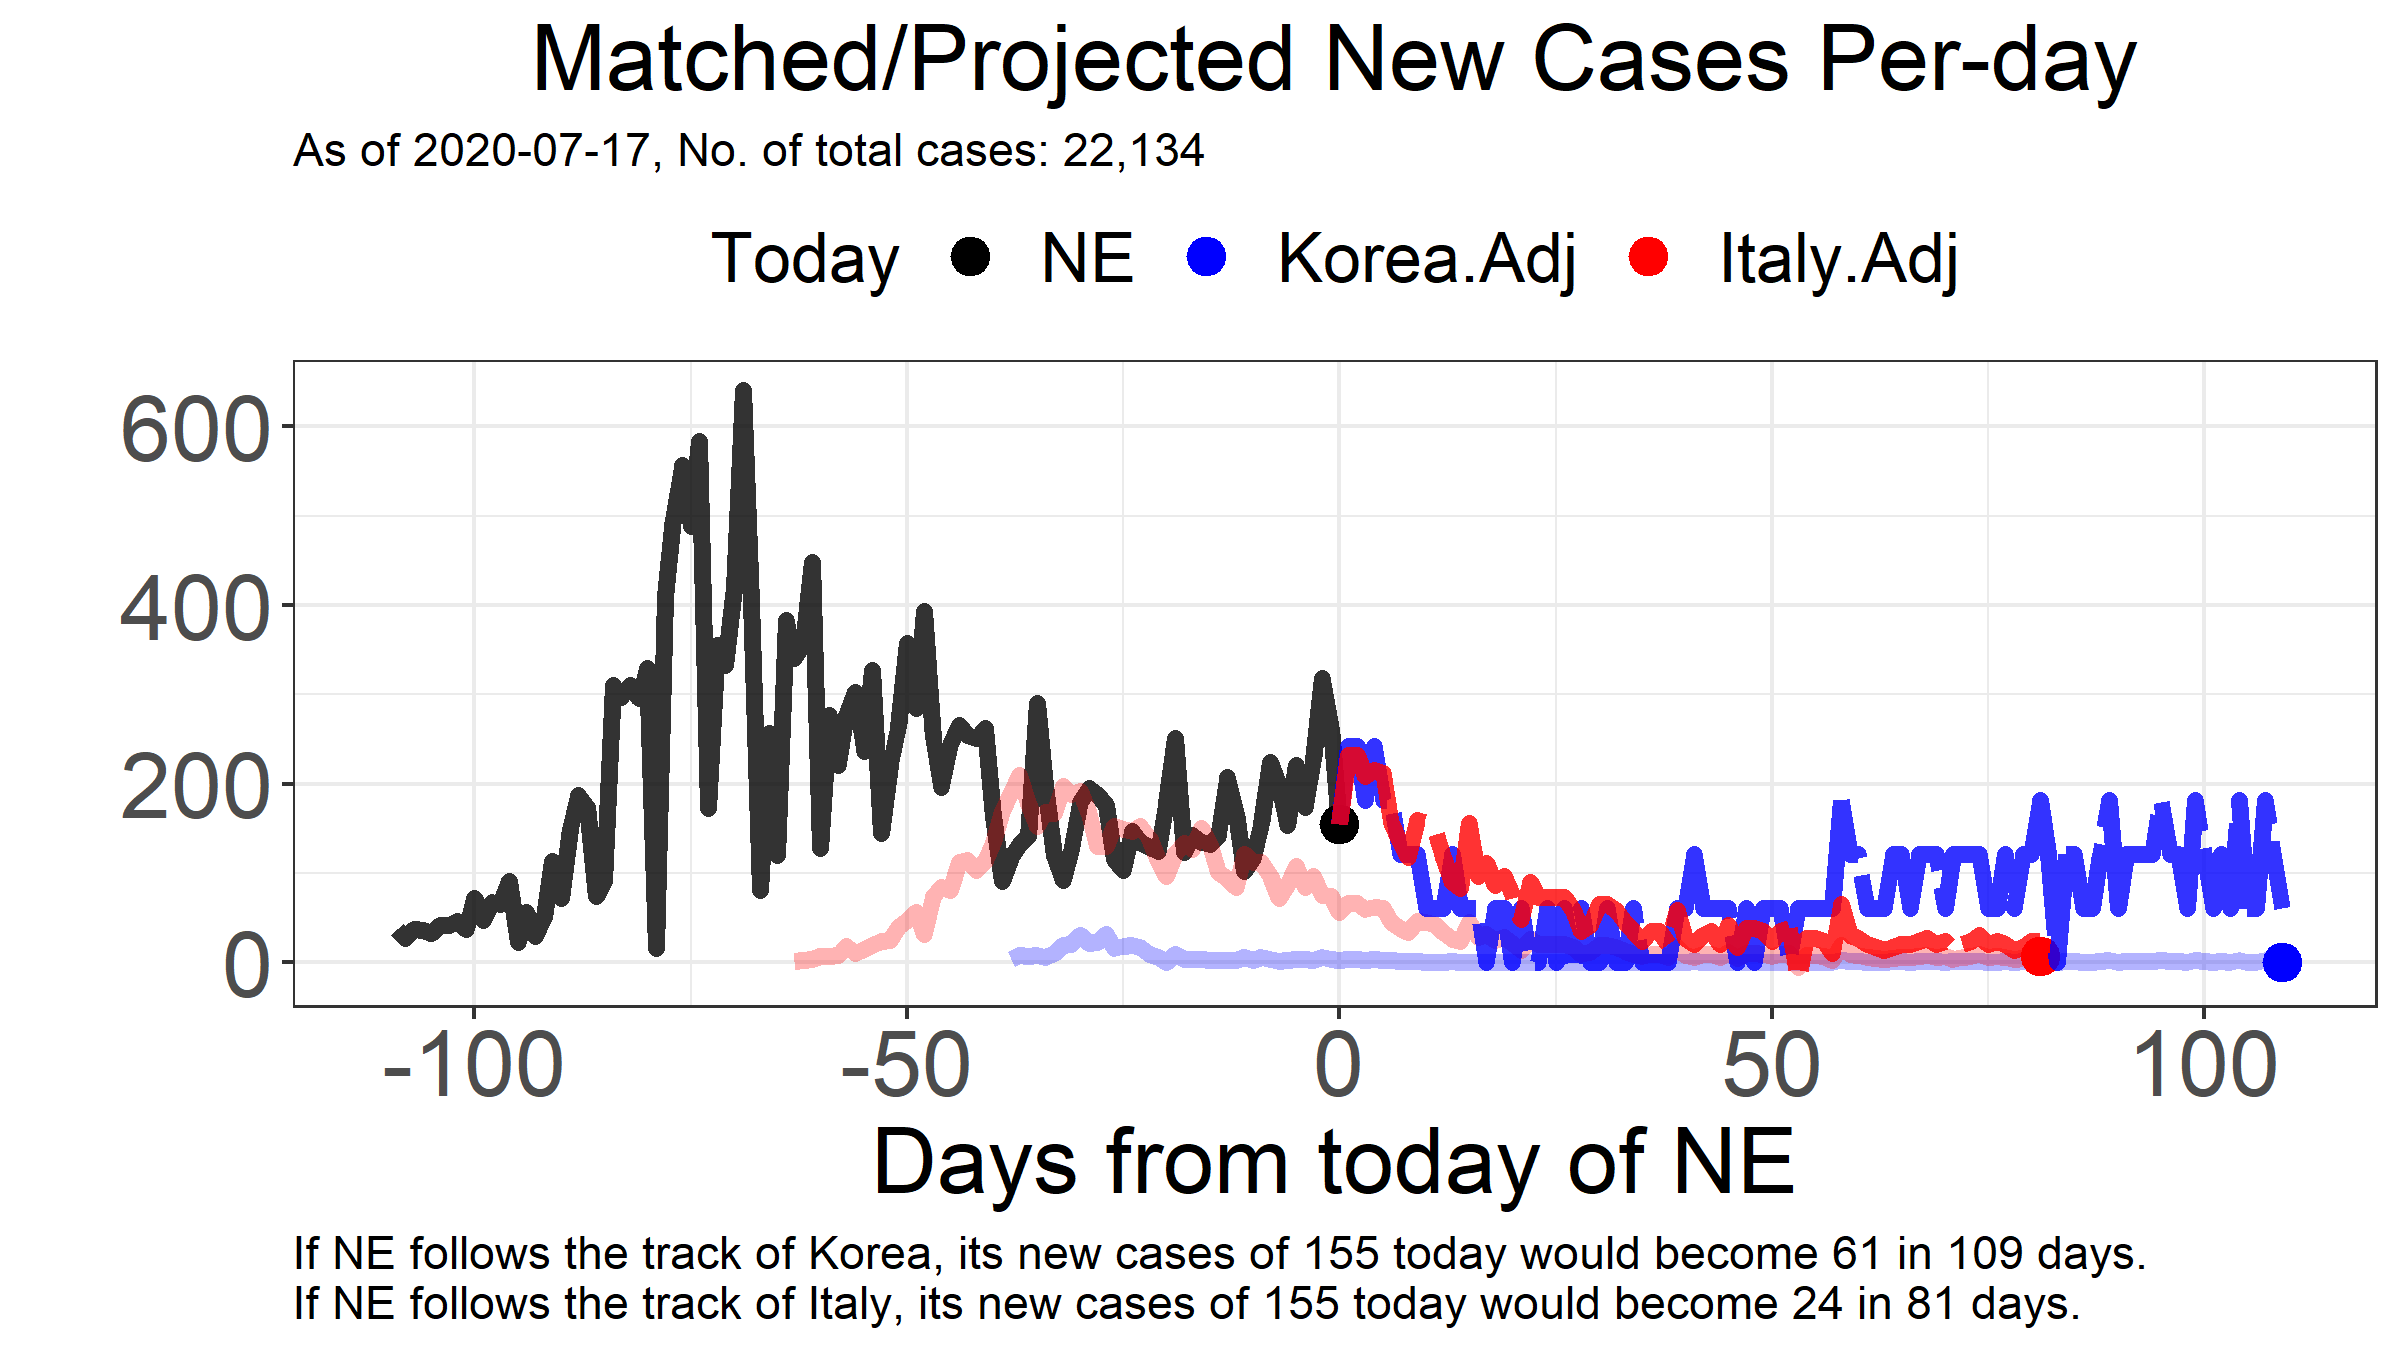 Matched/Projected New Cases Per-day
As of 2020-07-17, No. of total cases: 22,134
Today NE Korea.Adj Italy.Adj
600
400
200
0
-100 -50 0 50 100
Days from today of NE
If NE follows the track of Korea, its new cases of 155 today would become 61 in 109 days.
If NE follows the track of Italy, its new cases of 155 today would become 24 in 81 days.